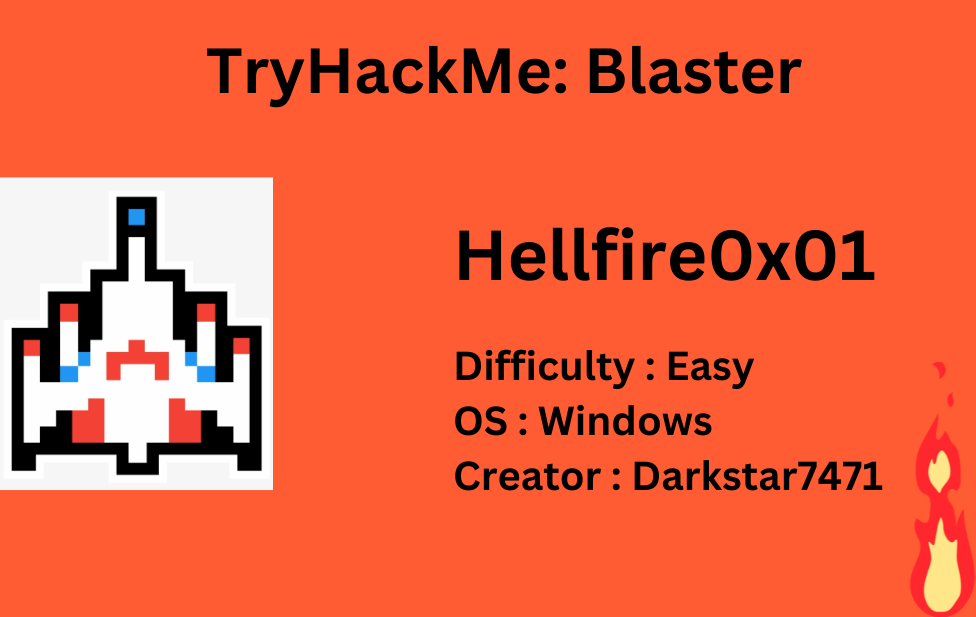 TryHackMe: Blaster
Hellfire0x01
Difficulty : Easy
OS : Windows
Creator : Darkstar7471